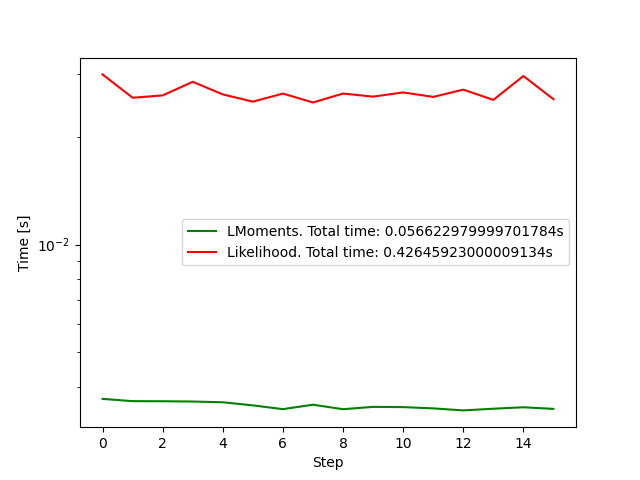 Time [s]
10⁻²
LMoments. Total time: 0.056622979999701784s
Likelihood. Total time: 0.42645923000009134s
0 2 4 6 8 10 12 14
Step